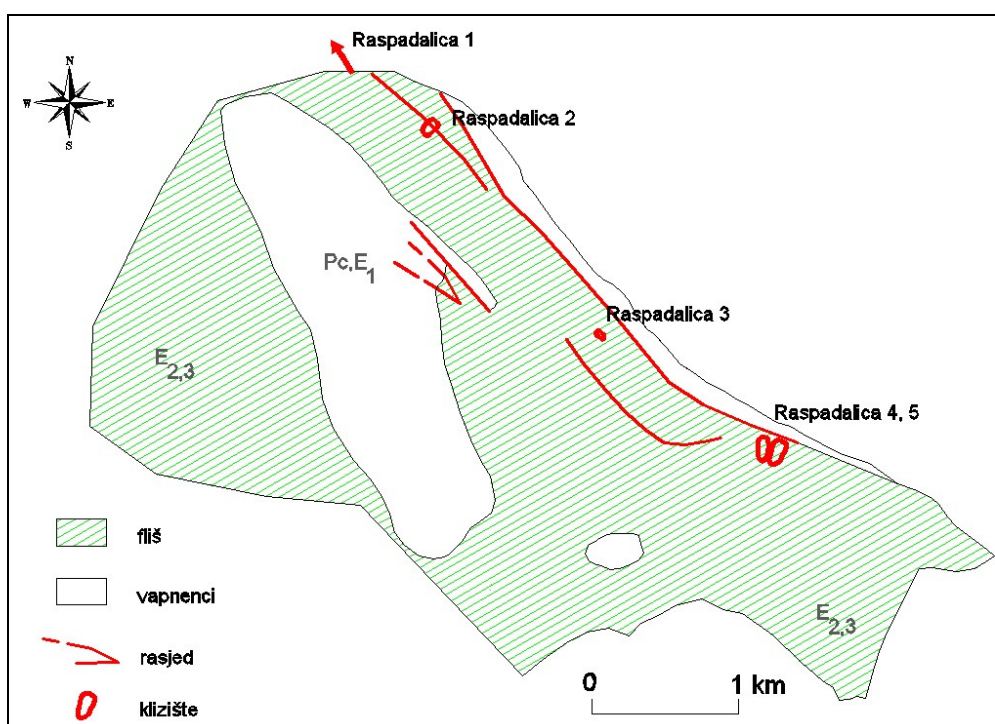 Raspadalica 1
N
W E
S
Raspadalica 2
Pc,E1
Raspadalica 3
E2,3
Raspadalica 4, 5
fliš
vapnenci
E2,3
rasjed
0 1 km
klizište